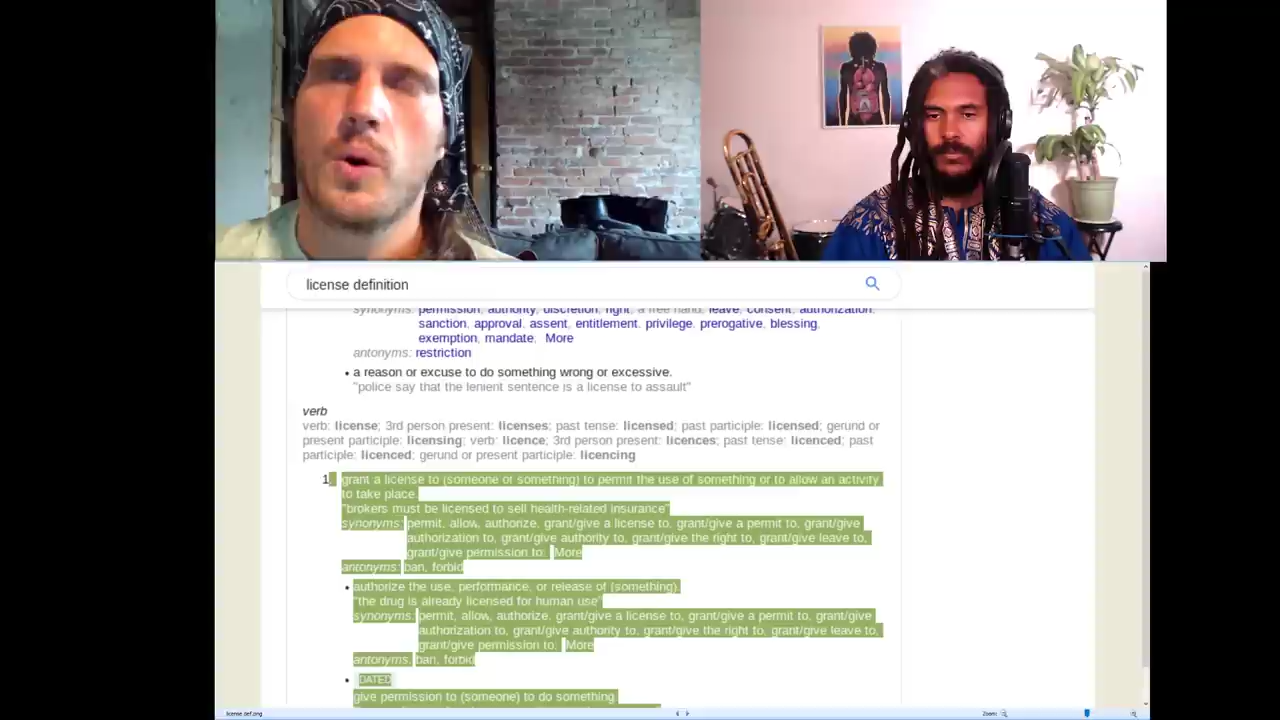 license definition
synonyms: permission, authority, discretion, right, a free hand, leave, consent, authorization,
sanction, approval, assent, entitlement, privilege, prerogative, blessing,
exemption, mandate; More
antonyms: restriction
• a reason or excuse to do something wrong or excessive.
"police say that the lenient sentence is a license to assault"
verb
verb: license; 3rd person present: licenses; past tense: licensed; past participle: licensed; gerund or
present participle: licensing; verb: licence; 3rd person present: licences; past tense: licenced; past
participle: licenced; gerund or present participle: licencing
1. grant a license to (someone or something) to permit the use of something or to allow an activity
to take place.
"brokers must be licensed to sell health-related insurance"
synonyms: permit, allow, authorize, grant/give a license to, grant/give a permit to, grant/give
authorization to, grant/give authority to, grant/give the right to, grant/give leave to,
grant/give permission to; More
antonyms: ban, forbid
• authorize the use, performance, or release of (something).
"the drug is already licensed for human use"
synonyms: permit, allow, authorize, grant/give a license to, grant/give a permit to, grant/give
authorization to, grant/give authority to, grant/give the right to, grant/give leave to,
grant/give permission to; More
antonyms: ban, forbid
• DATED
give permission to (someone) to do something.
license def.png
Zoom: